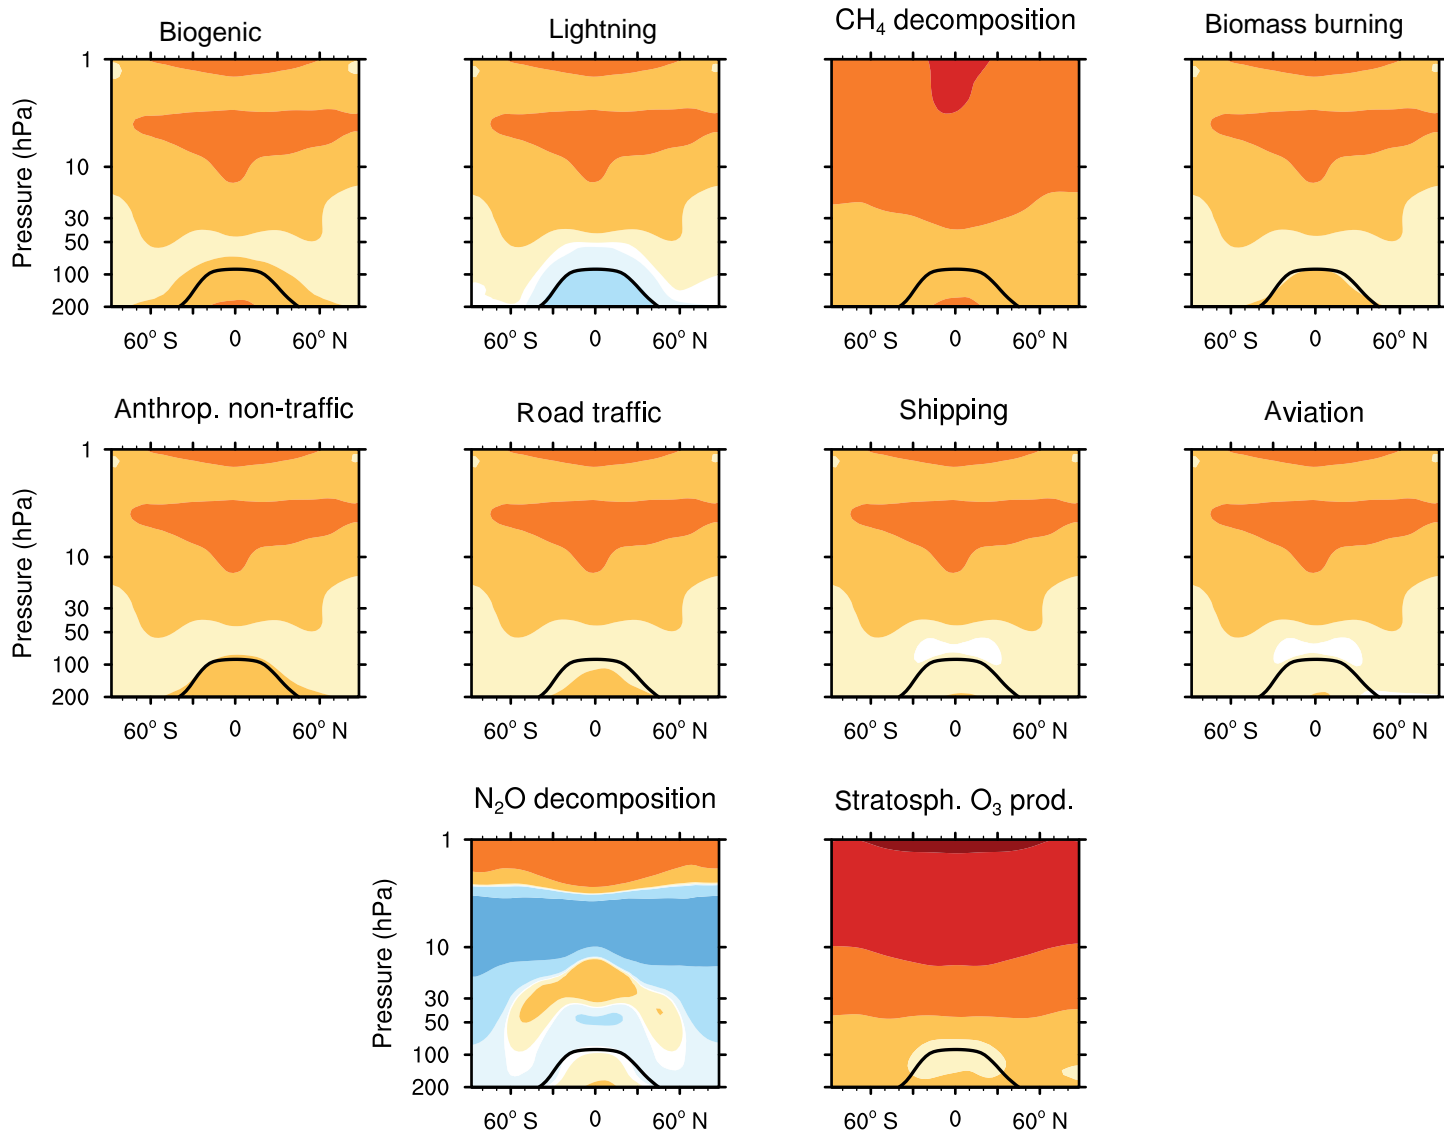 Biogenic
Lightning
CH₄ decomposition
Biomass burning
Pressure (hPa)
1
10
30
50
100
200
60° S 0 60° N
60° S 0 60° N
60° S 0 60° N
60° S 0 60° N
Anthrop. non-traffic
Road traffic
Shipping
Aviation
Pressure (hPa)
1
10
30
50
100
200
60° S 0 60° N
60° S 0 60° N
60° S 0 60° N
60° S 0 60° N
N₂O decomposition
Stratosph. O₃ prod.
Pressure (hPa)
1
10
30
50
100
200
60° S 0 60° N
60° S 0 60° N